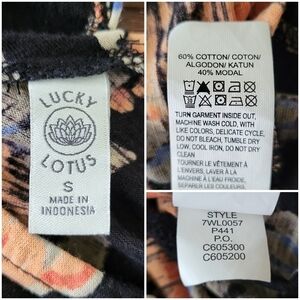 LUCKY
LOTUS
S
MADE IN
INDONESIA
60% COTTON/ COTON/
ALGODON/ KATUN
40% MODAL
TURN GARMENT INSIDE OUT,
MACHINE WASH COLD, WITH
LIKE COLORS, DELICATE CYCLE,
DO NOT BLEACH, TUMBLE DRY
LOW, COOL IRON, DO NOT DRY
CLEAN
TOURNER LE VÊTEMENT À
L'ENVERS, LAVER À LA
MACHINE À L'EAU FROIDE,
SÉPARER LES COULEURS,
STYLE
7WL0057
P441
P.O.
C605300
C605200